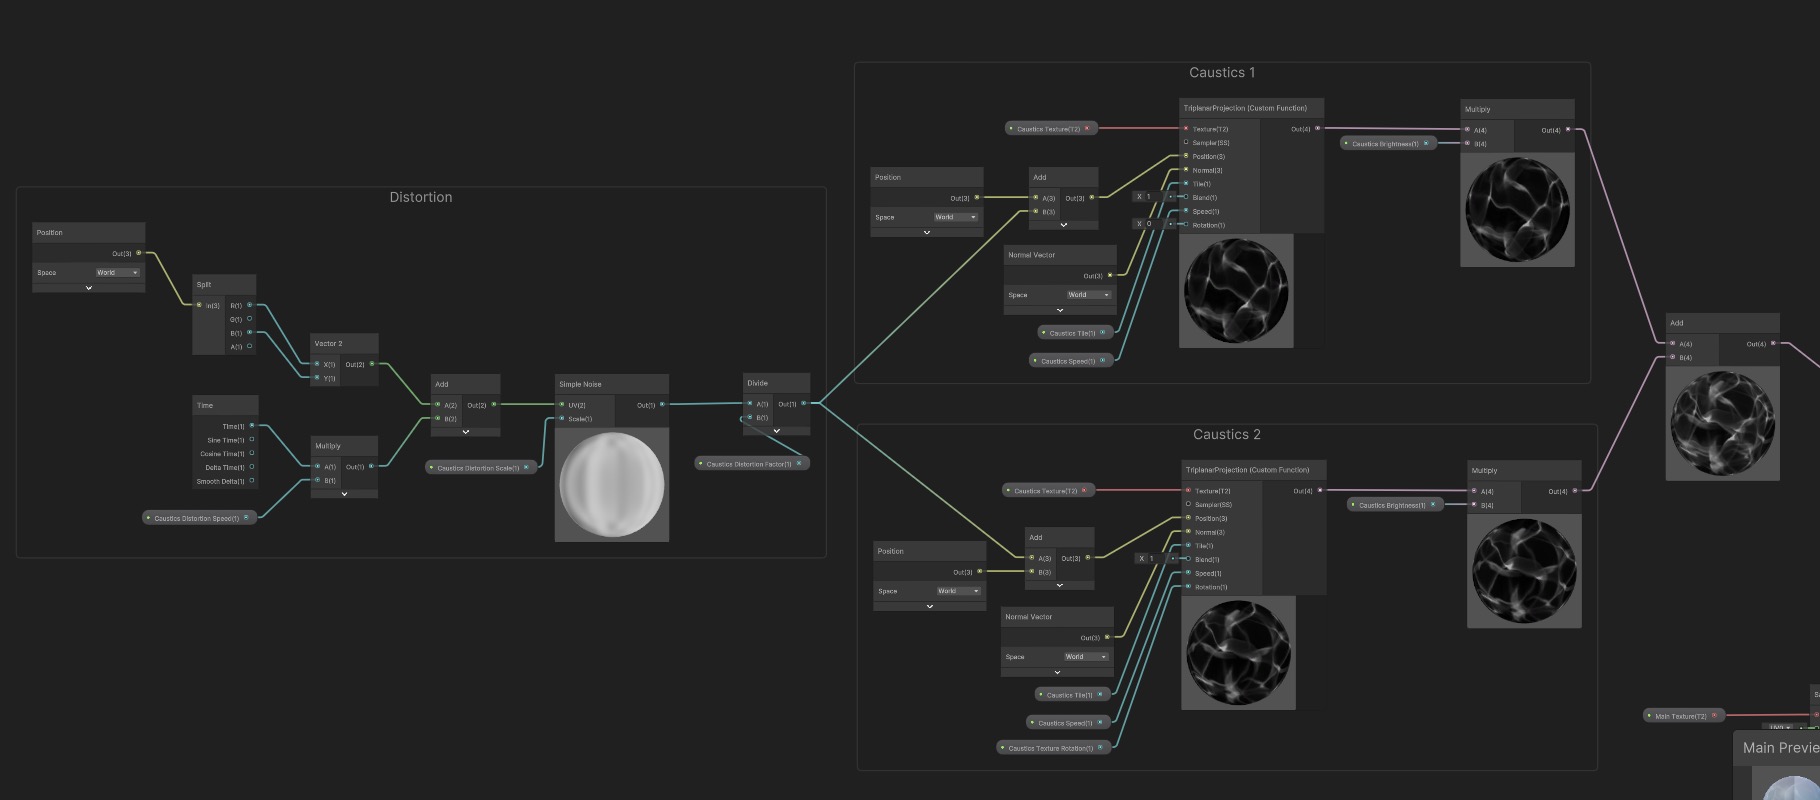 Distortion
Position
Out(3)
Space
World
Split
In(3)
R(1)
G(1)
B(1)
A(1)
Vector 2
X(1)
Out(2)
Y(1)
Time
Time(1)
Sine Time(1)
Cosine Time(1)
Delta Time(1)
Smooth Delta(1)
Multiply
A(1)
Out(1)
B(1)
Caustics Distortion Speed(1)
Add
A(2)
Out(2)
B(2)
Caustics Distortion Scale(1)
Simple Noise
UV(2)
Out(1)
Scale(1)
Divide
A(1)
Out(1)
B(1)
Caustics Distortion Factor(1)
Caustics 1
Caustics Texture(T2)
Position
Out(3)
Space
World
Add
A(3)
Out(3)
B(3)
Normal Vector
Out(3)
Space
World
Caustics Tile(1)
Caustics Speed(1)
X 1
X 0
TriplanarProjection (Custom Function)
Texture(T2)
Out(4)
Sampler(SS)
Position(3)
Normal(3)
Tile(1)
Blend(1)
Speed(1)
Rotation(1)
Caustics Brightness(1)
Multiply
A(4)
Out(4)
B(4)
Caustics 2
Caustics Texture(T2)
Position
Out(3)
Space
World
Add
A(3)
Out(3)
B(3)
Normal Vector
Out(3)
Space
World
Caustics Tile(1)
Caustics Speed(1)
Caustics Texture Rotation(1)
X 1
TriplanarProjection (Custom Function)
Texture(T2)
Out(4)
Sampler(SS)
Position(3)
Normal(3)
Tile(1)
Blend(1)
Speed(1)
Rotation(1)
Caustics Brightness(1)
Multiply
A(4)
Out(4)
B(4)
Add
A(4)
Out(4)
B(4)
Main Texture(T2)
Main Previe